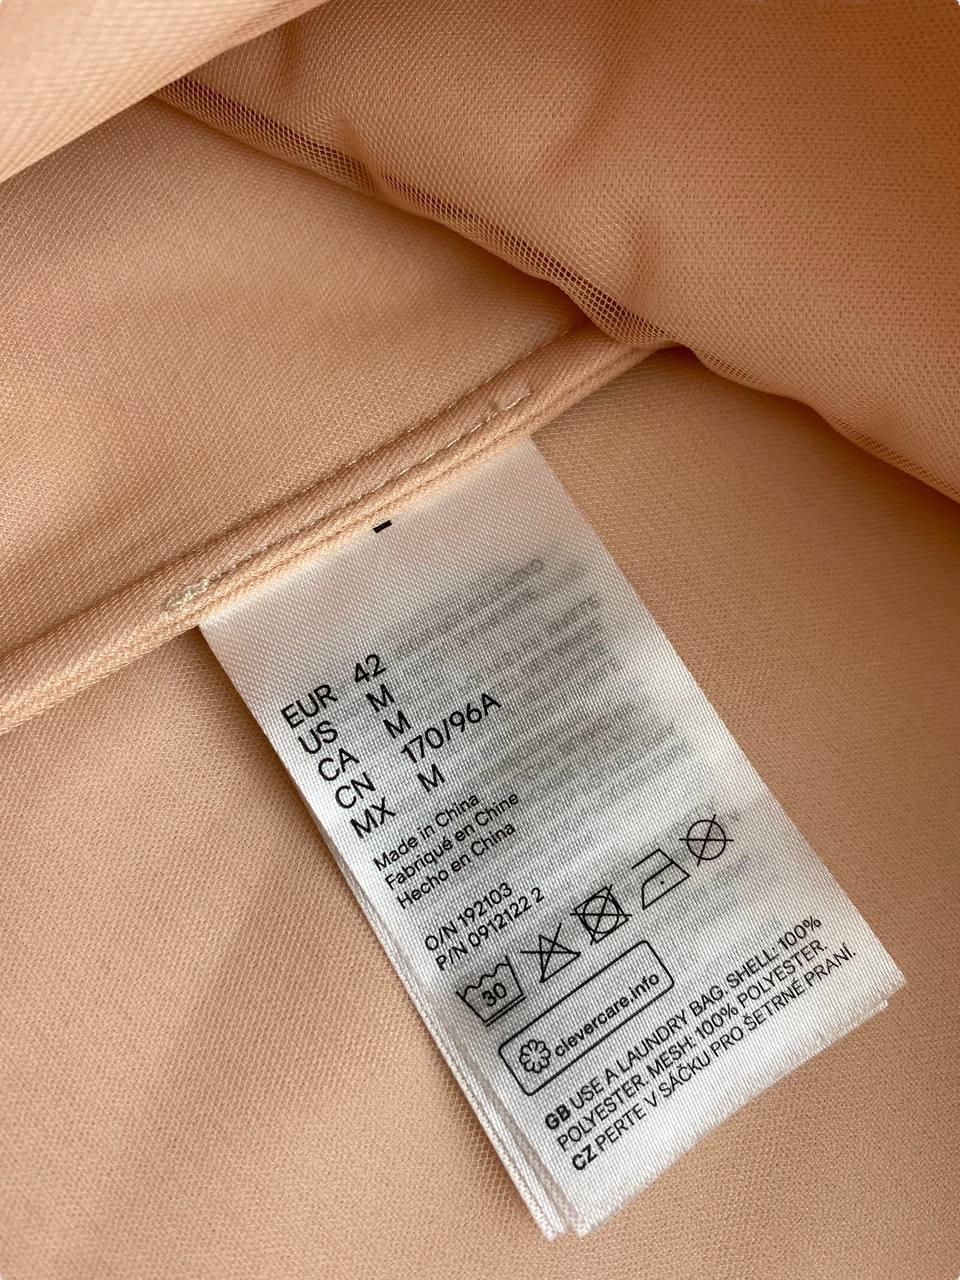 EUR 42
US M
CA M
CN 170/96A
MX M
Made in China
Fabriqué en Chine
Hecho en China
O/N 192103
P/N 0912122 2
30
clevercare.info
GB USE A LAUNDRY BAG. SHELL: 100%
POLYESTER. MESH: 100% POLYESTER.
CZ PERTE V SÁČKU PRO ŠETRNÉ PRANÍ.